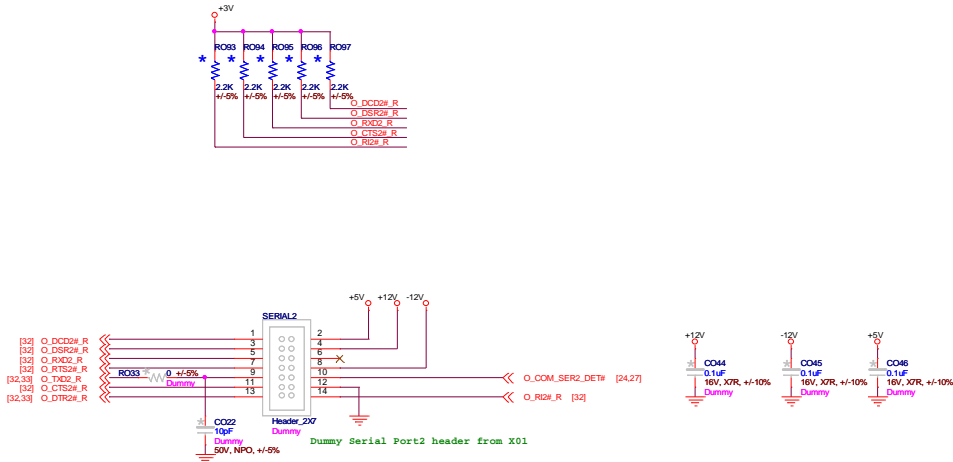 +3V
RO93 RO94 RO95 RO96 RO97
* * * * *
2.2K 2.2K 2.2K 2.2K 2.2K
+/-5% +/-5% +/-5% +/-5% +/-5%
O_DCD2#_R
O_DSR2#_R
O_RXD2_R
O_CTS2#_R
O_RI2#_R
+5V +12V -12V
SERIAL2
1 2
[32] O_DCD2#_R
3 4
[32] O_DSR2#_R
5 6
[32] O_RXD2_R
7 8
[32] O_RTS2#_R
RO33 * 0 +/-5%
Dummy
9 10
[32,33] O_TXD2_R
O_COM_SER2_DET# [24,27]
11 12
[32] O_CTS2#_R
13 14
[32,33] O_DTR2#_R
O_RI2#_R [32]
*
CO22
10pF
Dummy
50V, NPO, +/-5%
Header_2X7
Dummy
Dummy Serial Port2 header from X01
+12V -12V +5V
* * *
CO44 CO45 CO46
0.1uF 0.1uF 0.1uF
16V, X7R, +/-10% 16V, X7R, +/-10% 16V, X7R, +/-10%
Dummy Dummy Dummy